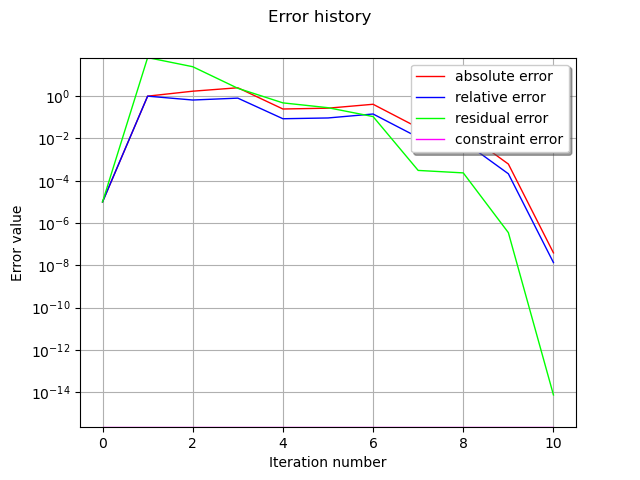 Error history
absolute error
relative error
residual error
constraint error
Error value
10^0
10^-2
10^-4
10^-6
10^-8
10^-10
10^-12
10^-14
0 2 4 6 8 10
Iteration number